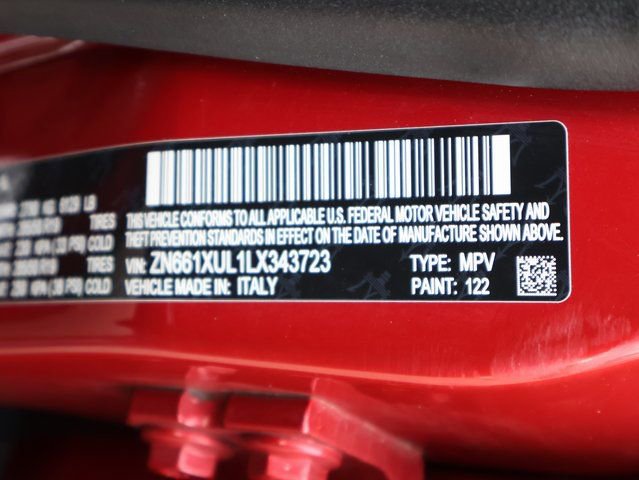 THIS VEHICLE CONFORMS TO ALL APPLICABLE U.S. FEDERAL MOTOR VEHICLE SAFETY AND
TIRES THEFT PREVENTION STANDARDS IN EFFECT ON THE DATE OF MANUFACTURE SHOWN ABOVE.
COLD
TIRES VIN: ZN661XUL1LX343723 TYPE: MPV
COLD VEHICLE MADE IN: ITALY PAINT: 122